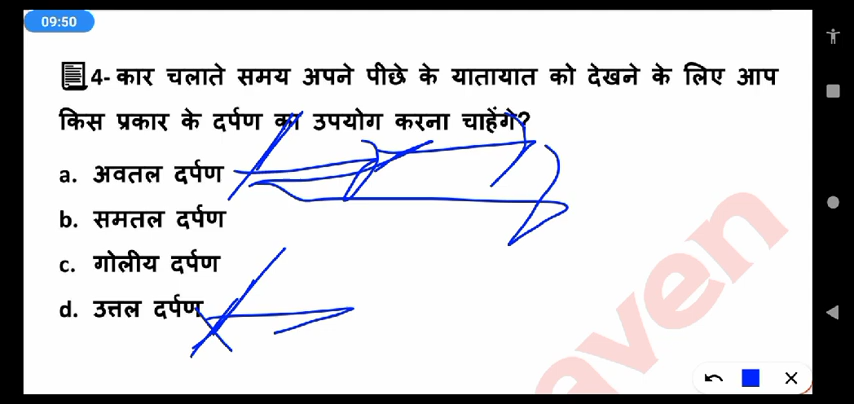 09:50
4- कार चलाते समय अपने पीछे के यातायात को देखने के लिए आप
किस प्रकार के दर्पण का उपयोग करना चाहेंगे?
a. अवतल दर्पण
b. समतल दर्पण
c. गोलीय दर्पण
d. उत्तल दर्पण
aven